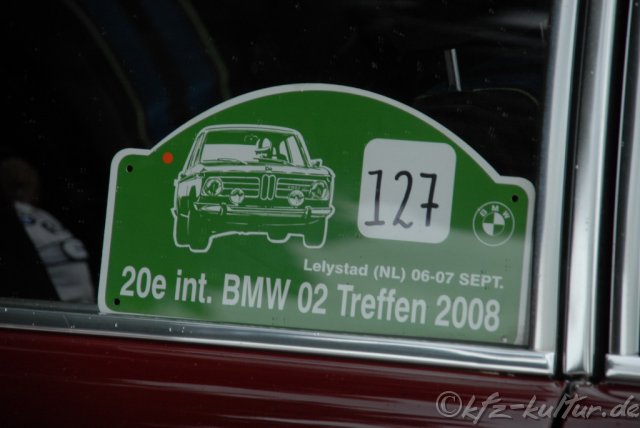 127
BMW
Lelystad (NL) 06-07 SEPT.
20e int. BMW 02 Treffen 2008
©kfz-kultur.de